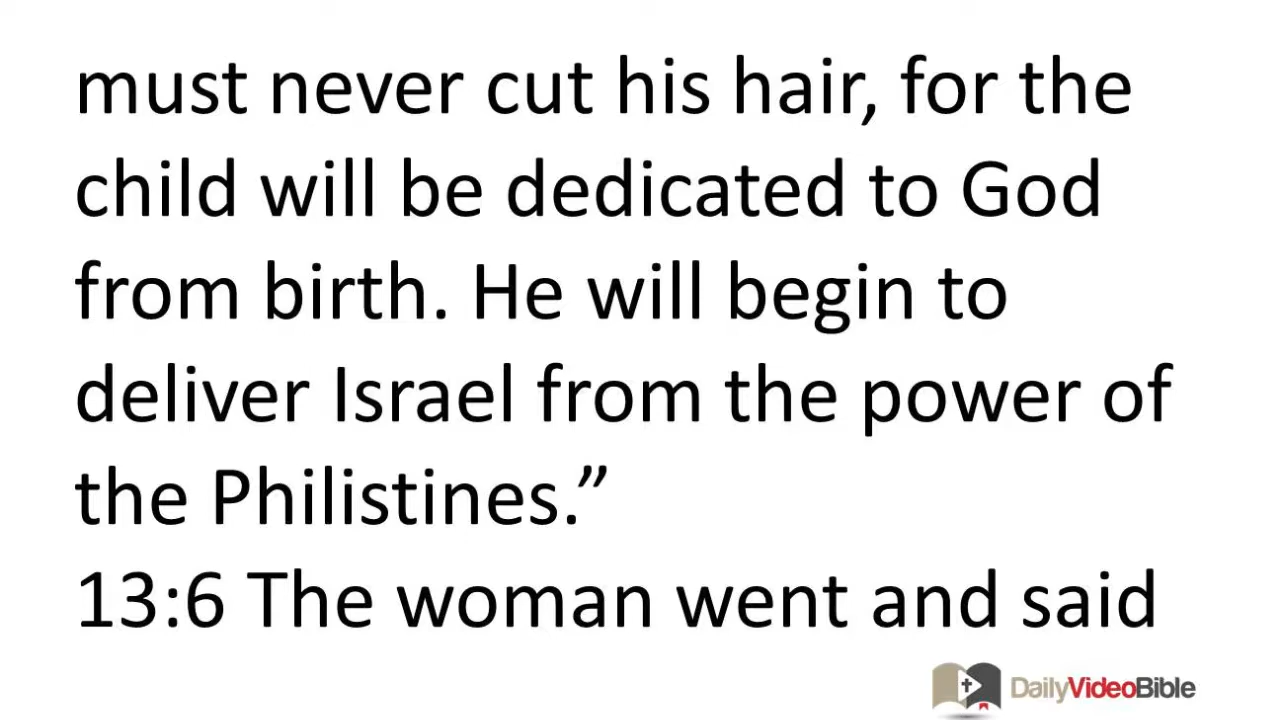 must never cut his hair, for the
child will be dedicated to God
from birth. He will begin to
deliver Israel from the power of
the Philistines.”
13:6 The woman went and said
DailyVideoBible